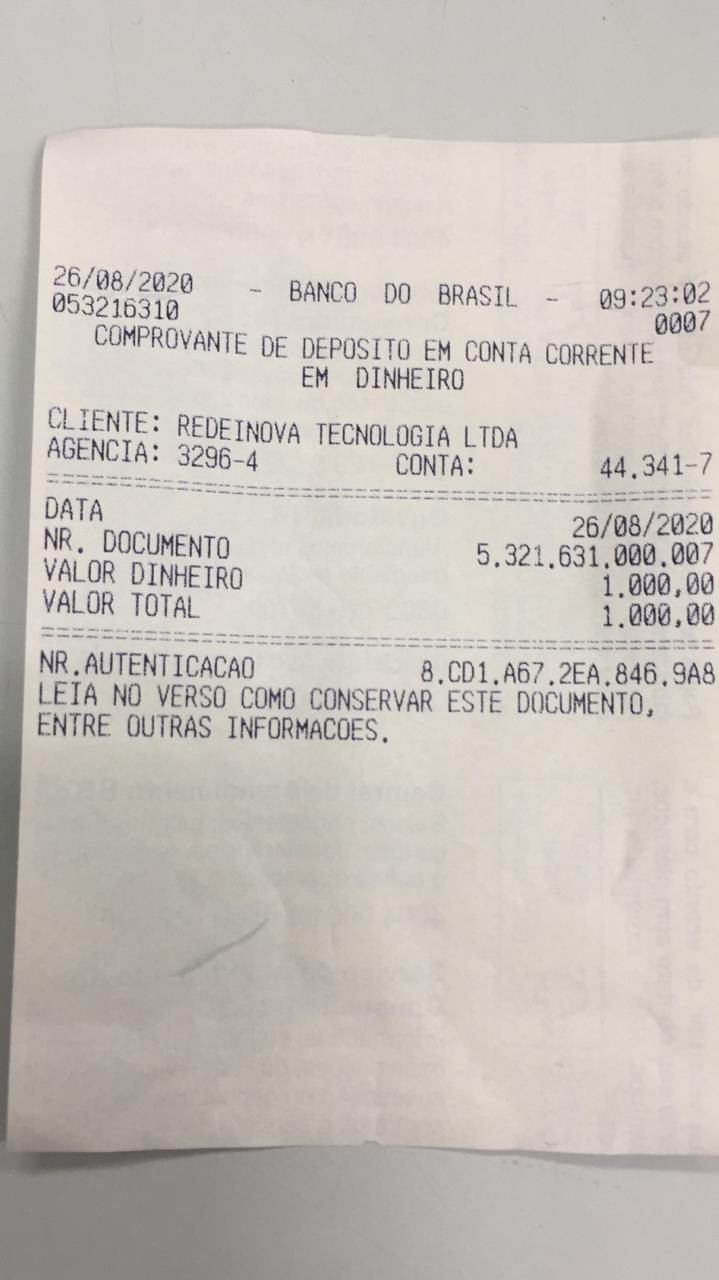 26/08/2020 - BANCO DO BRASIL - 09:23:02
053216310 0007
COMPROVANTE DE DEPOSITO EM CONTA CORRENTE
EM DINHEIRO
CLIENTE: REDEINOVA TECNOLOGIA LTDA
AGENCIA: 3296-4 CONTA: 44.341-7
================================================
DATA 26/08/2020
NR. DOCUMENTO 5.321.631.000.007
VALOR DINHEIRO 1.000,00
VALOR TOTAL 1.000,00
================================================
NR.AUTENTICACAO 8.CD1.A67.2EA.846.9A8
LEIA NO VERSO COMO CONSERVAR ESTE DOCUMENTO,
ENTRE OUTRAS INFORMACOES.